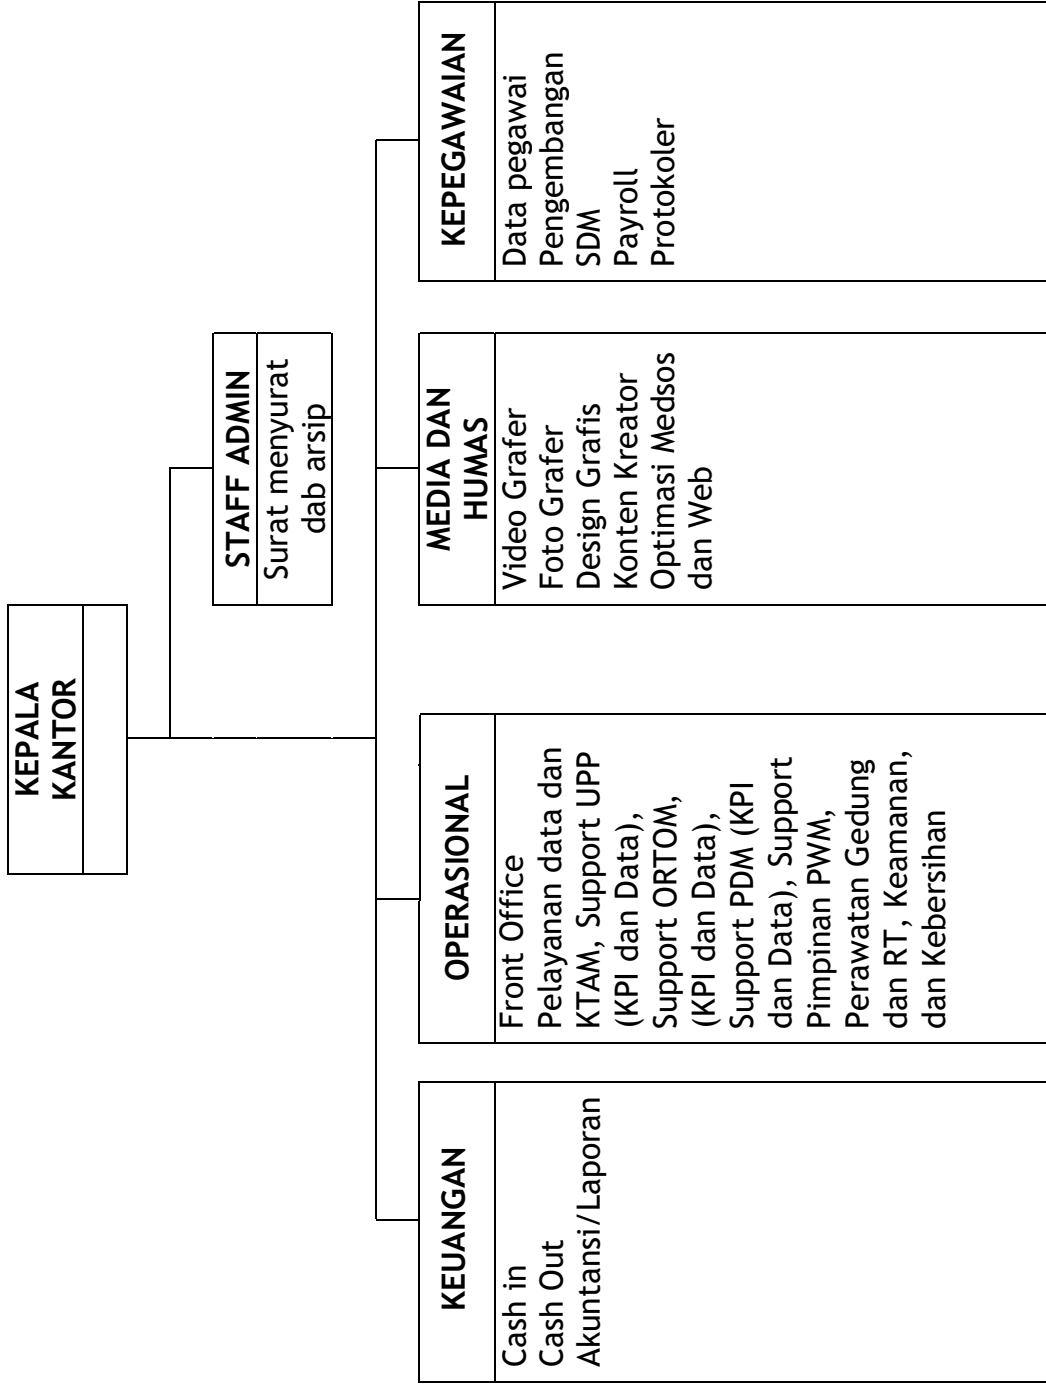 KEPALA
KANTOR
STAFF ADMIN
Surat menyurat
dab arsip
KEUANGAN
Cash in
Cash Out
Akuntansi/Laporan
OPERASIONAL
Front Office
Pelayanan data dan
KTAM, Support UPP
(KPI dan Data),
Support ORTOM,
(KPI dan Data),
Support PDM (KPI
dan Data), Support
Pimpinan PWM,
Perawatan Gedung
dan RT, Keamanan,
dan Kebersihan
MEDIA DAN
HUMAS
Video Grafer
Foto Grafer
Design Grafis
Konten Kreator
Optimasi Medsos
dan Web
KEPEGAWAIAN
Data pegawai
Pengembangan
SDM
Payroll
Protokoler